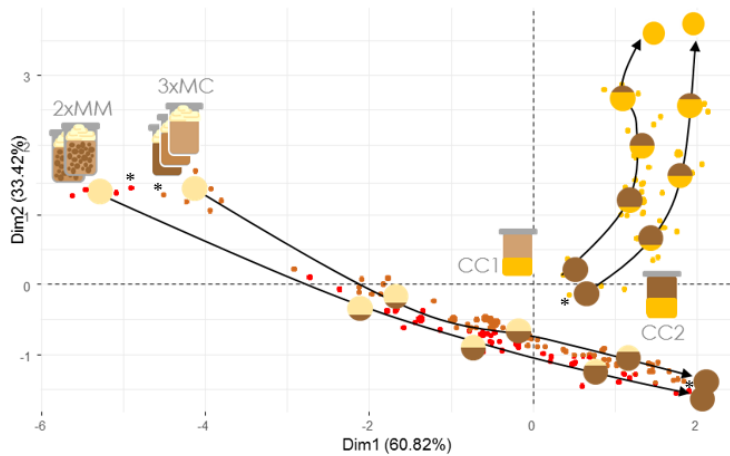 3xMC
2xMM
3
2
1
0
-1
CC1
CC2
*
*
*
*
-6
-4
-2
0
2
Dim1 (60.82%)
Dim2 (33.42%)